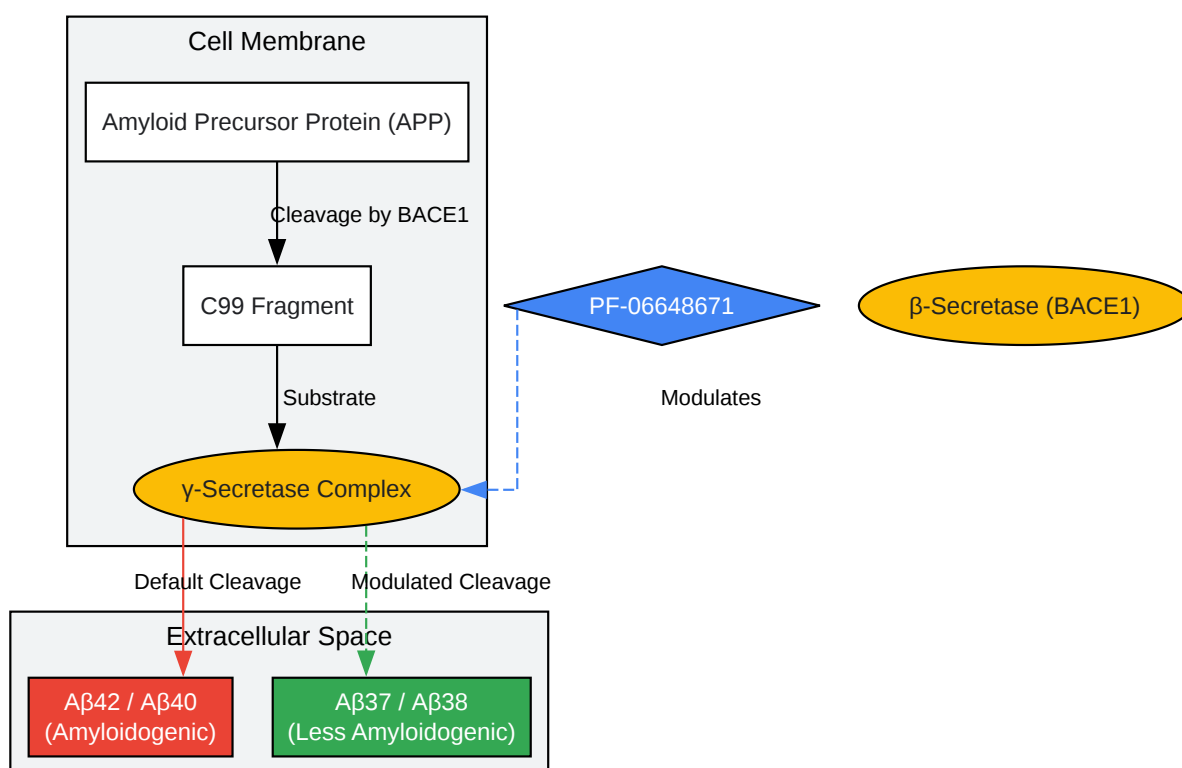 Cell Membrane
Amyloid Precursor Protein (APP)
Cleavage by BACE1
C99 Fragment
PF-06648671
β-Secretase (BACE1)
Substrate
Modulates
γ-Secretase Complex
Default Cleavage
Modulated Cleavage
Extracellular Space
Aβ42 / Aβ40
(Amyloidogenic)
Aβ37 / Aβ38
(Less Amyloidogenic)